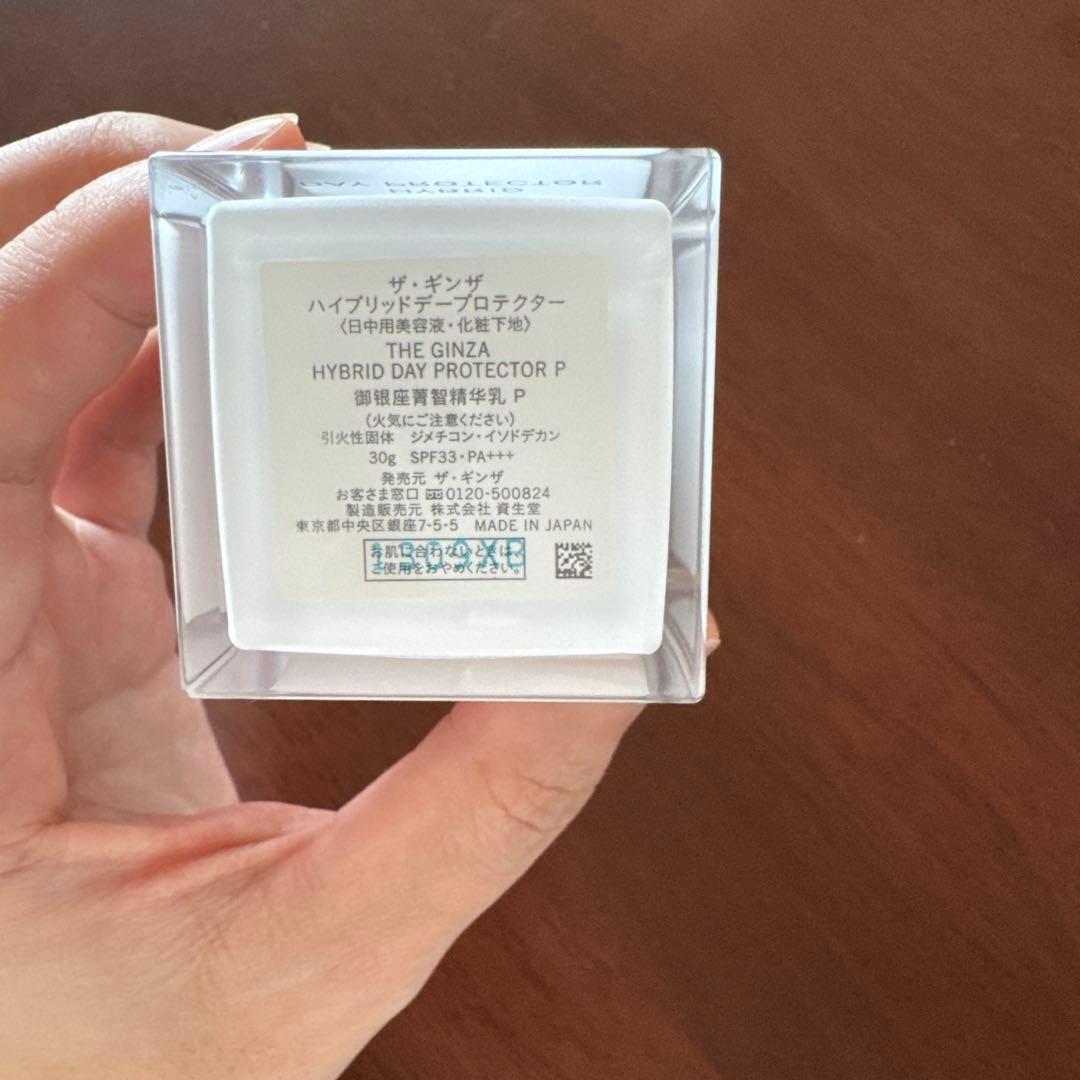 DAY PROTECTOR
HYBRID
ザ・ギンザ
ハイブリッドデープロテクター
〈日中用美容液・化粧下地〉
THE GINZA
HYBRID DAY PROTECTOR P
御银座菁智精华乳 P
(火気にご注意ください)
引火性固体 ジメチコン・イソドデカン
30g SPF33・PA+++
発売元 ザ・ギンザ
お客さま窓口 0120-500824
製造販売元 株式会社 資生堂
東京都中央区銀座7-5-5 MADE IN JAPAN
お肌に合わないときは、
ご使用をおやめください。